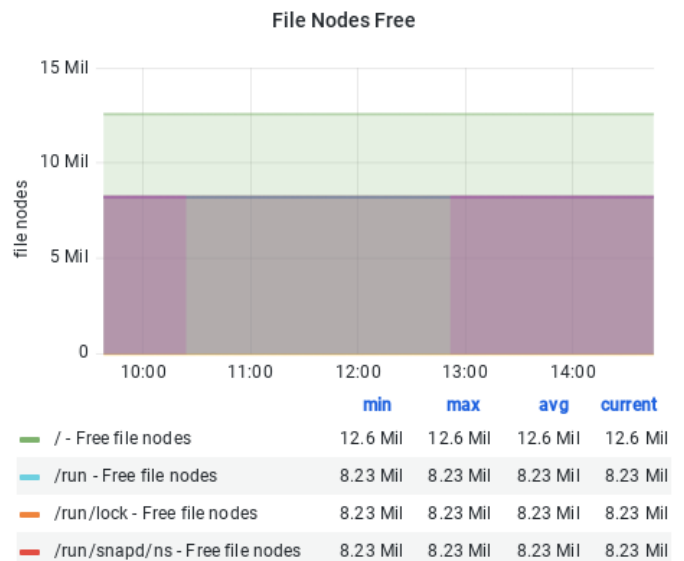 File Nodes Free
15 Mil
10 Mil
5 Mil
0
file nodes
10:00 11:00 12:00 13:00 14:00
min max avg current
/ - Free file nodes 12.6 Mil 12.6 Mil 12.6 Mil 12.6 Mil
/run - Free file nodes 8.23 Mil 8.23 Mil 8.23 Mil 8.23 Mil
/run/lock - Free file nodes 8.23 Mil 8.23 Mil 8.23 Mil 8.23 Mil
/run/snapd/ns - Free file nodes 8.23 Mil 8.23 Mil 8.23 Mil 8.23 Mil